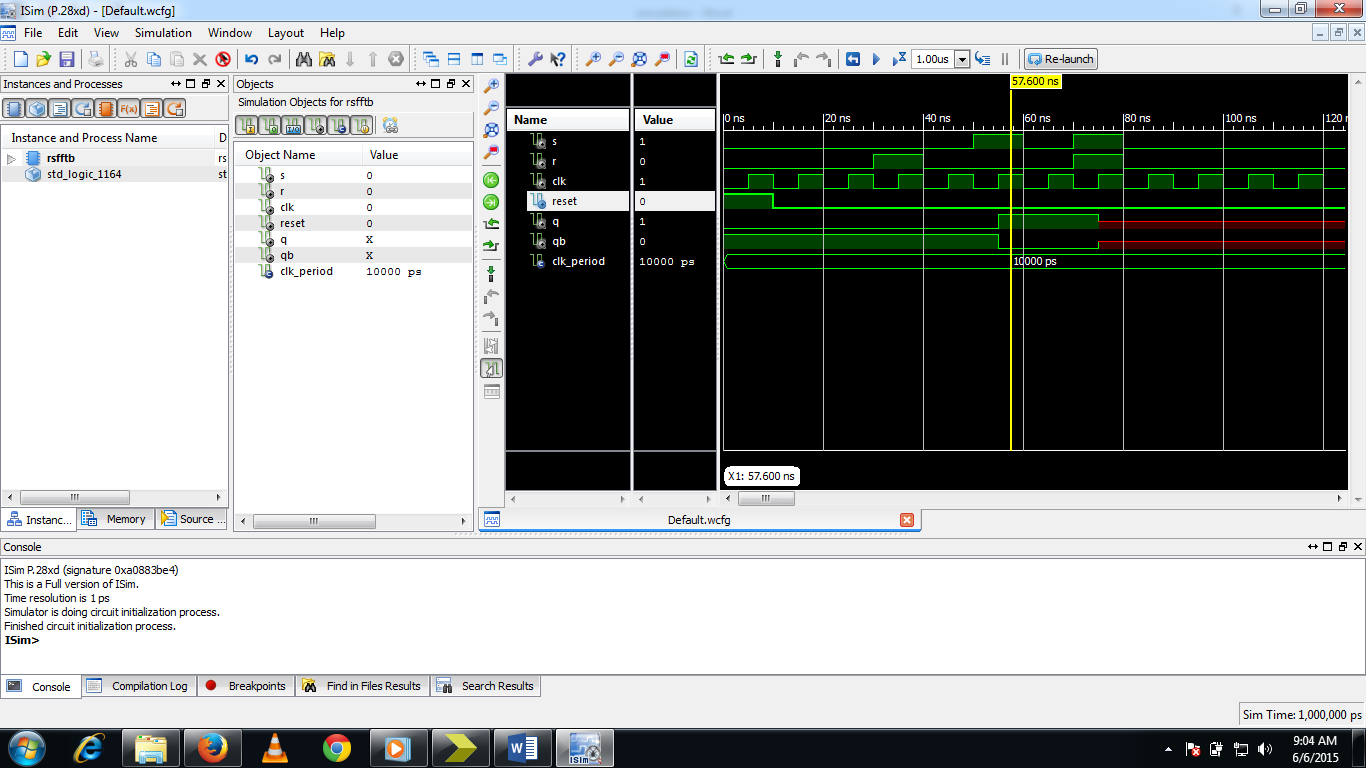 ISim (P.28xd) - [Default.wcfg]
File Edit View Simulation Window Layout Help
1.00us Re-launch
Instances and Processes
Instance and Process Name D
rsfftb rs
std_logic_1164 st
Instanc... Memory Source ...
Objects
Simulation Objects for rsfftb
Object Name Value
s 0
r 0
clk 0
reset 0
q X
qb X
clk_period 10000 ps
57.600 ns
Name Value
0 ns 20 ns 40 ns 60 ns 80 ns 100 ns 120 r
s 1
r 0
clk 1
reset 0
q 1
qb 0
clk_period 10000 ps 10000 ps
X1: 57.600 ns
Default.wcfg
Console
ISim P.28xd (signature 0xa0883be4)
This is a Full version of ISim.
Time resolution is 1 ps
Simulator is doing circuit initialization process.
Finished circuit initialization process.
ISim>
Console Compilation Log Breakpoints Find in Files Results Search Results
Sim Time: 1,000,000 ps
ISim
9:04 AM
6/6/2015